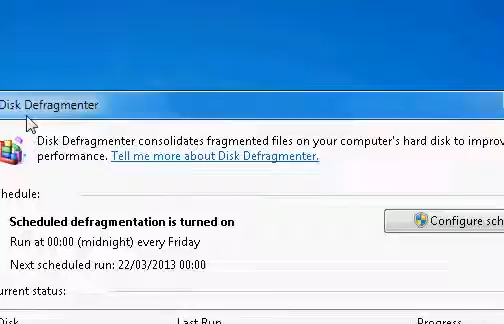 Disk Defragmenter
Disk Defragmenter consolidates fragmented files on your computer's hard disk to improv
performance. Tell me more about Disk Defragmenter.
hedule:
Scheduled defragmentation is turned on
Configure sch
Run at 00:00 (midnight) every Friday
Next scheduled run: 22/03/2013 00:00
urrent status:
Disk Last Run Progress